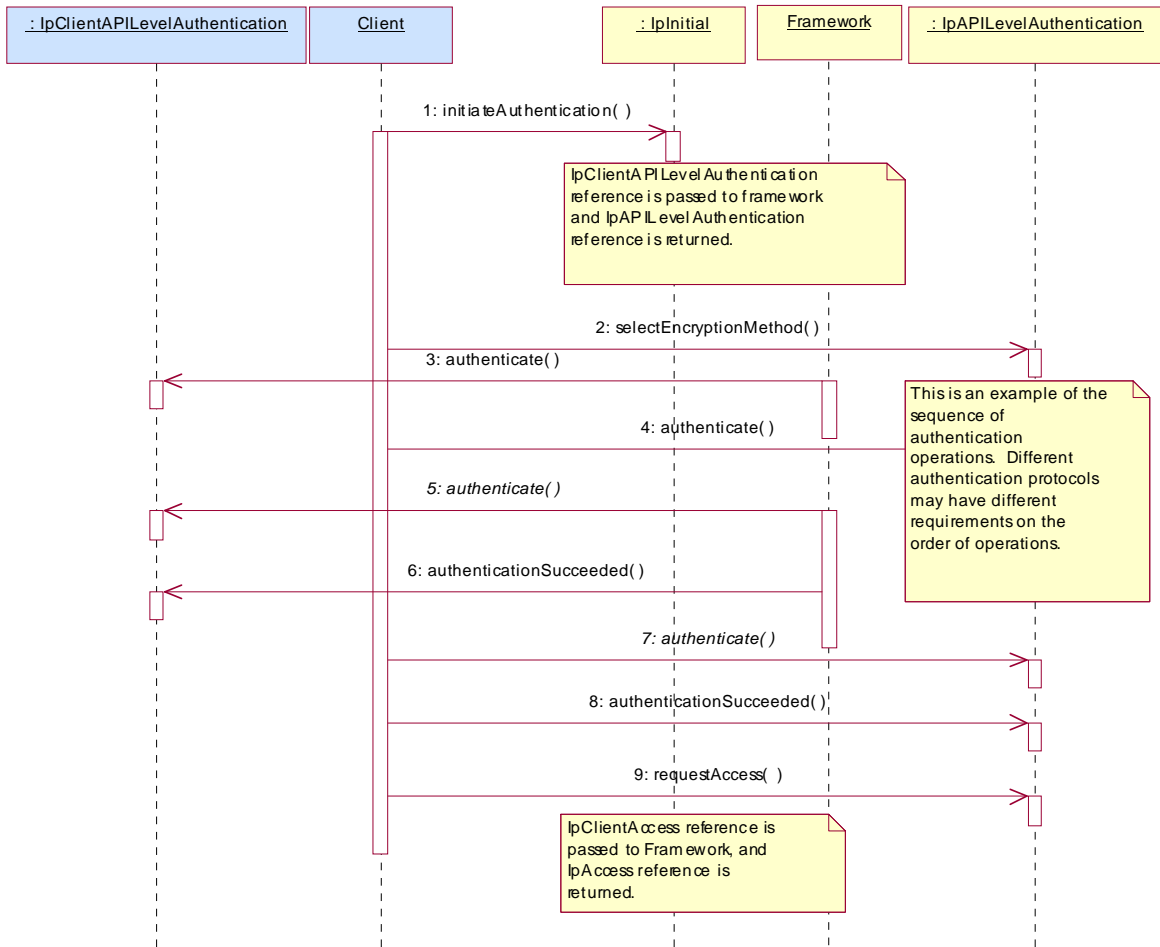 : IpClientAPILevelAuthentication
Client
: IpInitial
Framework
: IpAPILevelAuthentication
1: initiateAuthentication( )
IpClientAPILevelAuthentication
reference is passed to framework
and IpAPILevelAuthentication
reference is returned.
2: selectEncryptionMethod( )
3: authenticate( )
This is an example of the
sequence of
authentication
operations. Different
authentication protocols
may have different
requirements on the
order of operations.
4: authenticate( )
5: authenticate( )
6: authenticationSucceeded( )
7: authenticate( )
8: authenticationSucceeded( )
9: requestAccess( )
IpClientAccess reference is
passed to Framework, and
IpAccess reference is
returned.